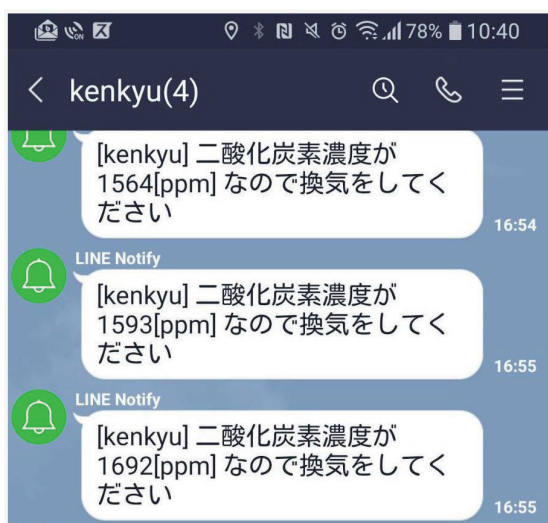 ON
78% 10:40
kenkyu(4)
[kenkyu] 二酸化炭素濃度が
1564[ppm] なので換気をしてく
ださい
16:54
LINE Notify
[kenkyu] 二酸化炭素濃度が
1593[ppm] なので換気をしてく
ださい
16:55
LINE Notify
[kenkyu] 二酸化炭素濃度が
1692[ppm] なので換気をしてく
ださい
16:55